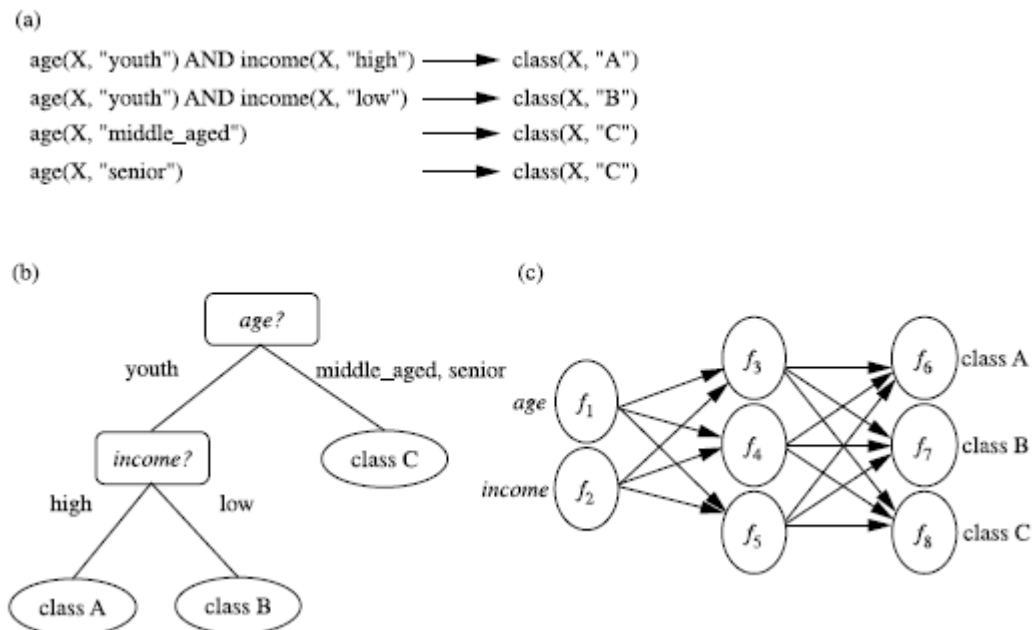 (a)
age(X, "youth") AND income(X, "high") class(X, "A")
age(X, "youth") AND income(X, "low") class(X, "B")
age(X, "middle_aged") class(X, "C")
age(X, "senior") class(X, "C")
(b)
age?
youth
middle_aged, senior
income?
class C
high
low
class A
class B
(c)
age
income
f1
f2
f3
f4
f5
f6
class A
f7
class B
f8
class C